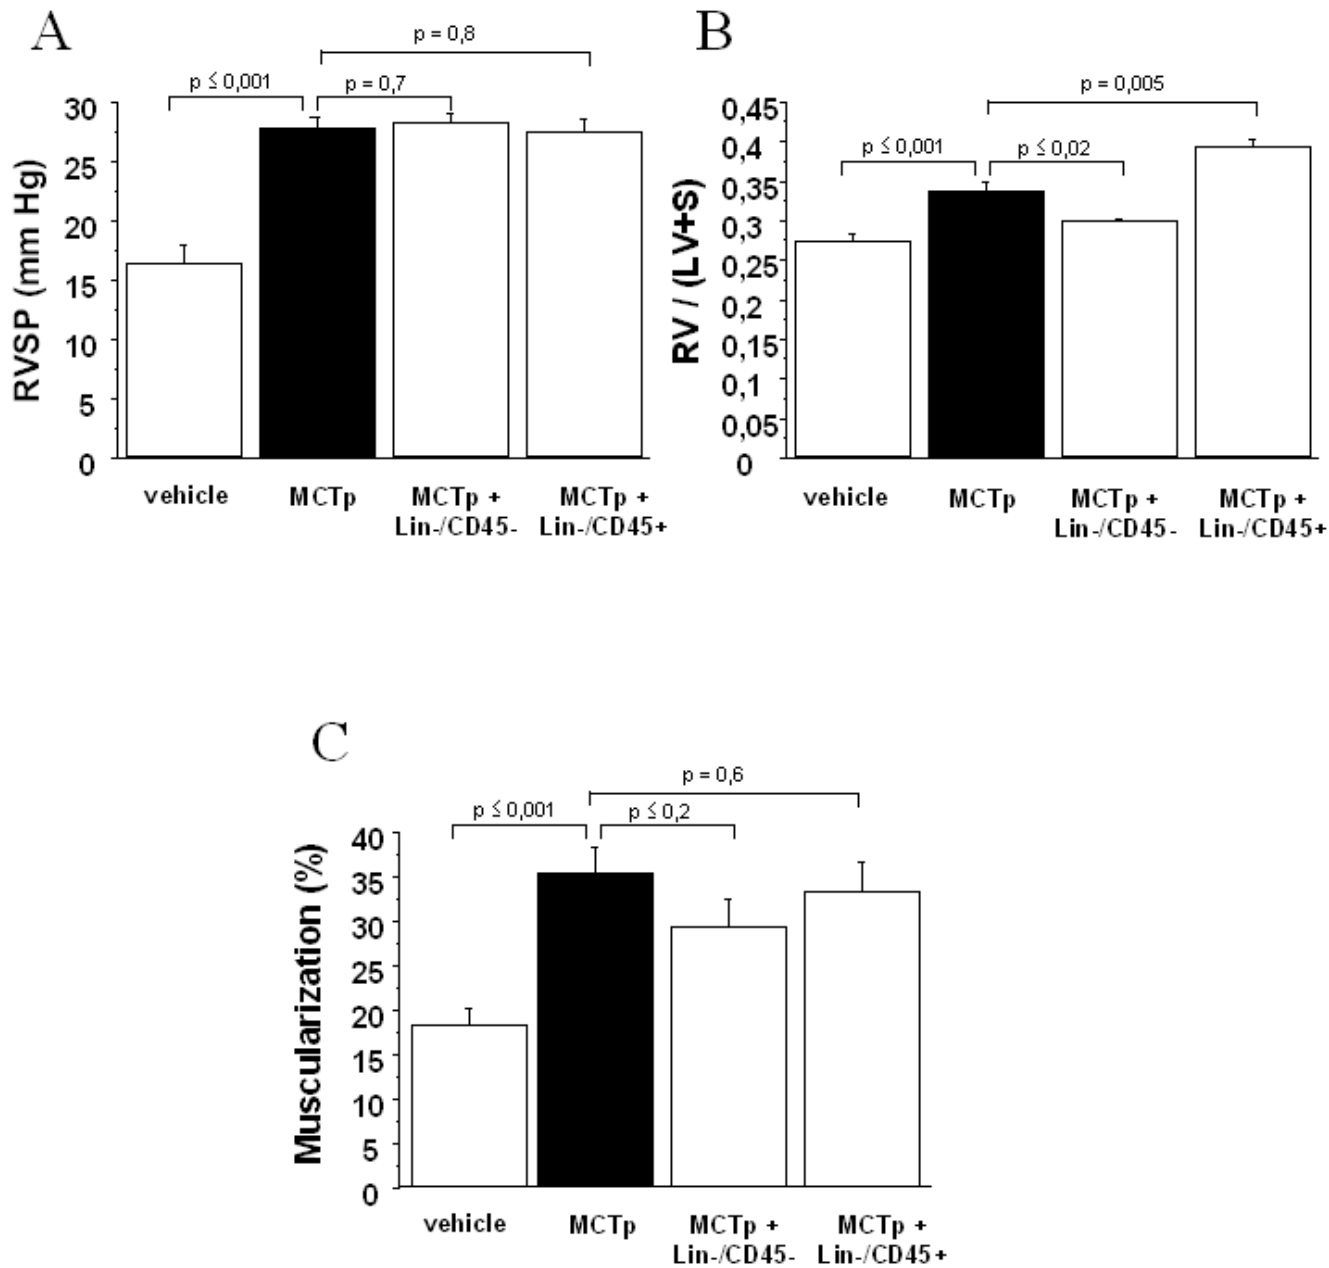 A
p = 0,8
p ≤ 0,001
p = 0,7
30
25
20
15
10
5
0
RVSP (mm Hg)
vehicle
MCTp
MCTp +
Lin-/CD45-
MCTp +
Lin-/CD45+
B
p = 0,005
p ≤ 0,001
p ≤ 0,02
0,45
0,4
0,35
0,3
0,25
0,2
0,15
0,1
0,05
0
RV / (LV+S)
vehicle
MCTp
MCTp +
Lin-/CD45-
MCTp +
Lin-/CD45+
C
p = 0,6
p ≤ 0,001
p ≤ 0,2
40
35
30
25
20
15
10
5
0
Muscularization (%)
vehicle
MCTp
MCTp +
Lin-/CD45-
MCTp +
Lin-/CD45+